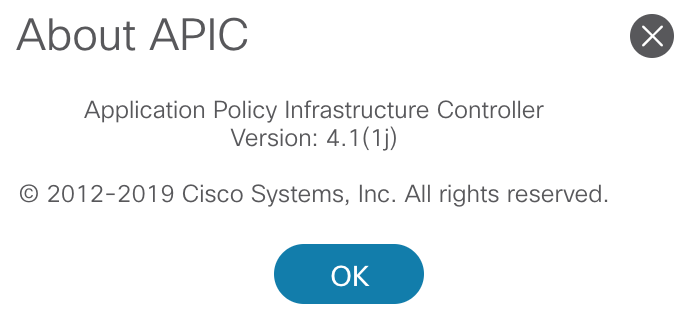 About APIC
Application Policy Infrastructure Controller
Version: 4.1(1j)
© 2012-2019 Cisco Systems, Inc. All rights reserved.
OK